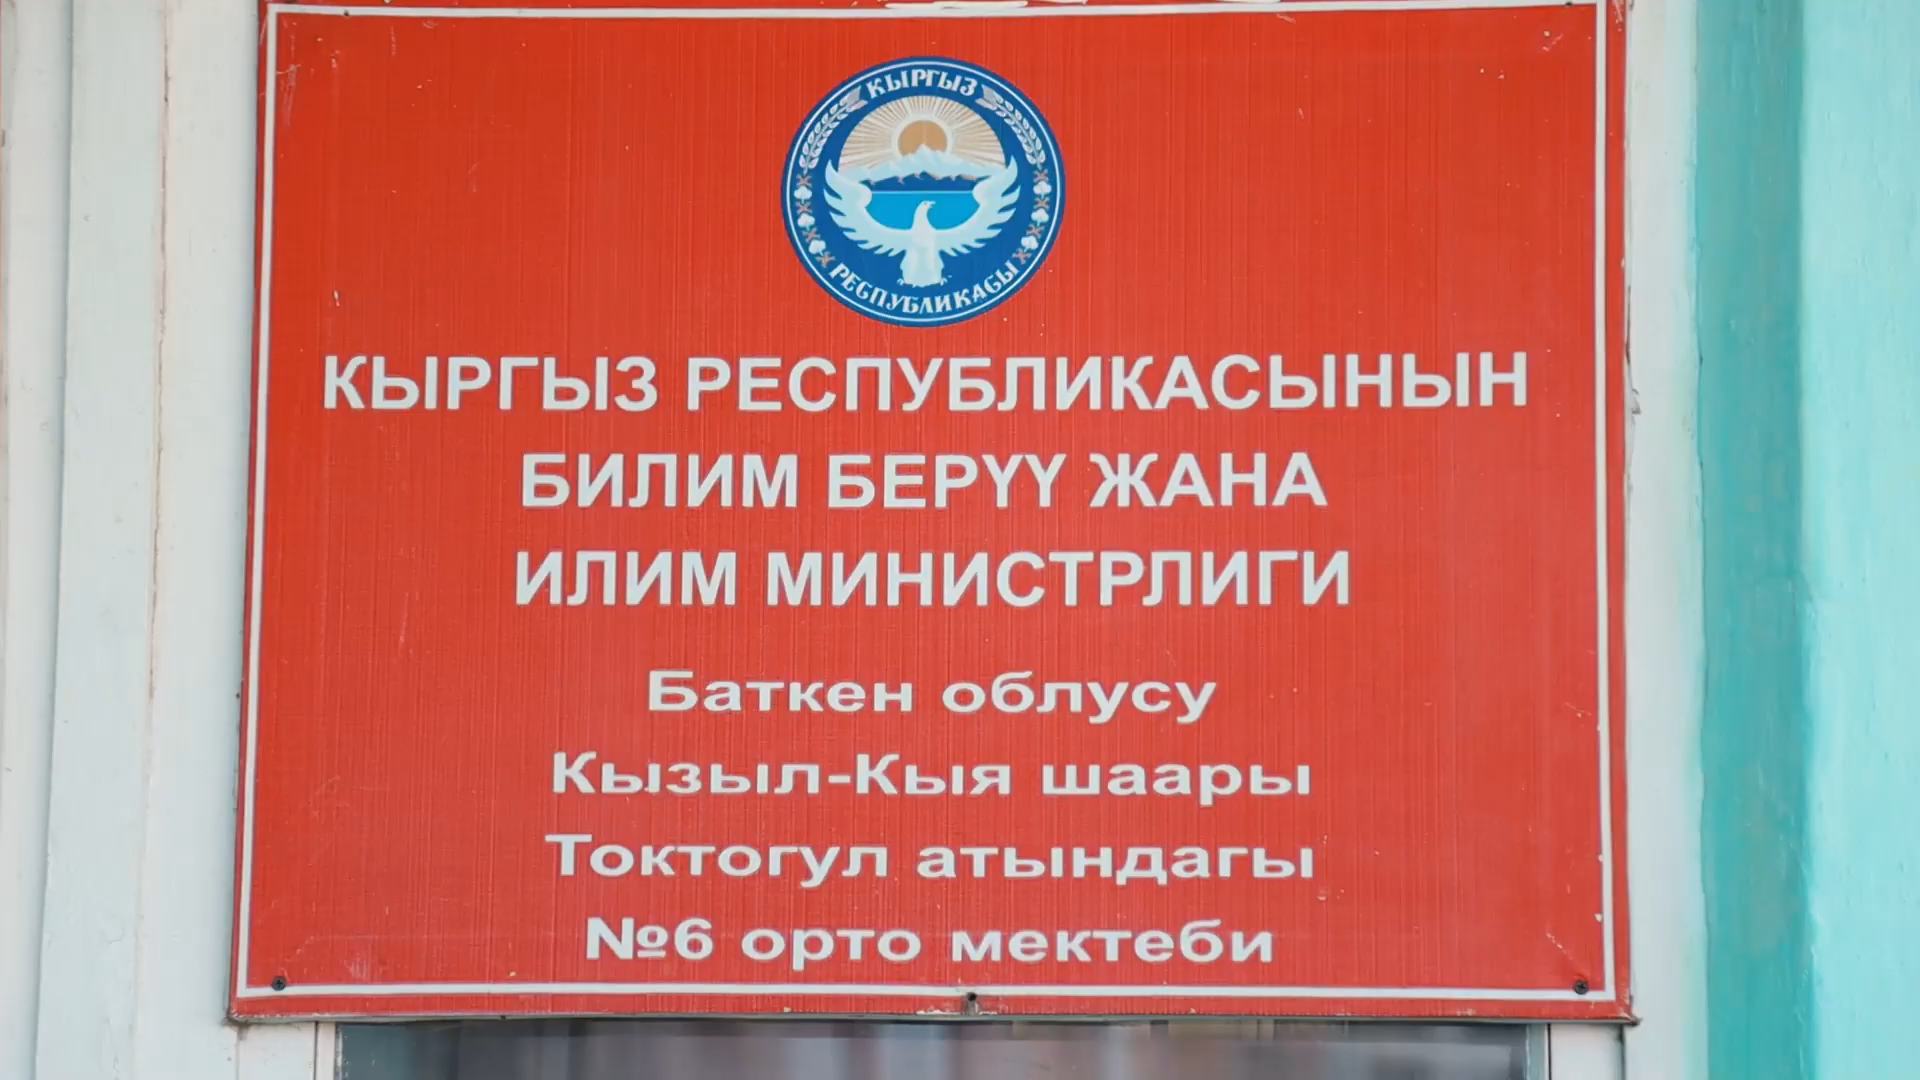 КЫРГЫЗ
РЕСПУБЛИКАСЫ
КЫРГЫЗ РЕСПУБЛИКАСЫНЫН
БИЛИМ БЕРҮҮ ЖАНА
ИЛИМ МИНИСТРЛИГИ
Баткен облусу
Кызыл-Кыя шаары
Токтогул атындагы
№6 орто мектеби